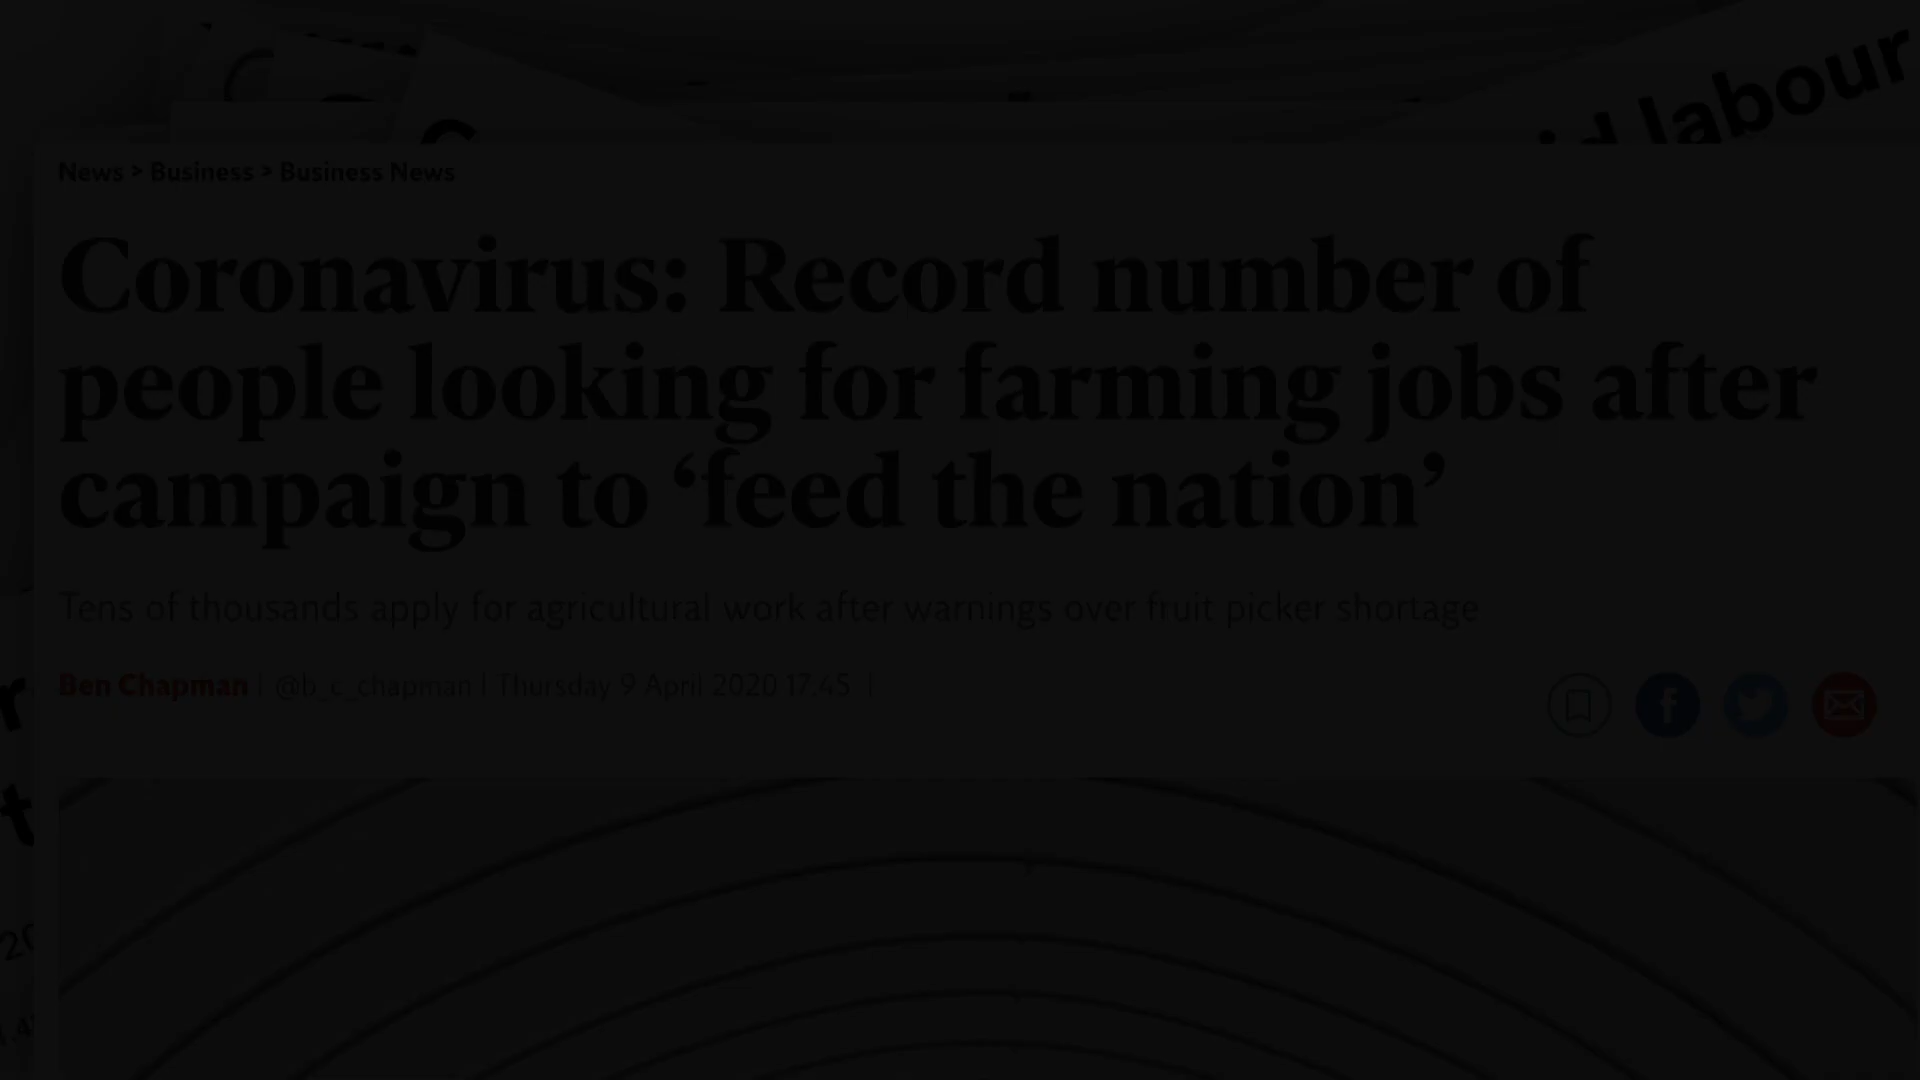 id labour
News > Business > Business News
Coronavirus: Record number of
people looking for farming jobs after
campaign to ‘feed the nation’
Tens of thousands apply for agricultural work after warnings over fruit picker shortage
Ben Chapman | @b_c_chapman | Thursday 9 April 2020 17:45 |